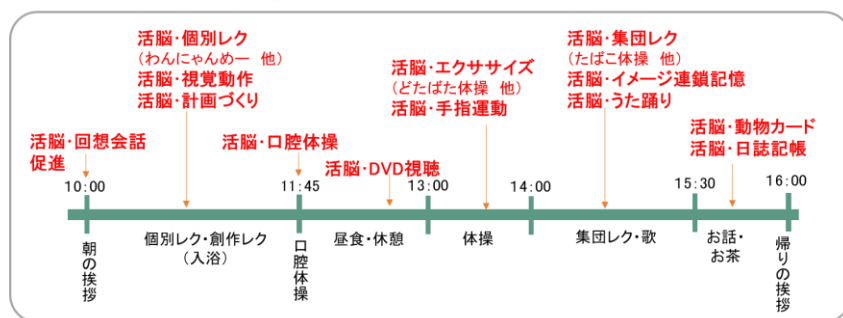 活脳・個別レク
(わんにゃんめー 他)
活脳・視覚動作
活脳・計画づくり
活脳・エクササイズ
(どたばた体操 他)
活脳・手指運動
活脳・集団レク
(たばこ体操 他)
活脳・イメージ連鎖記憶
活脳・うた踊り
活脳・回想会話
促進
活脳・口腔体操
活脳・DVD視聴
活脳・動物カード
活脳・日誌記帳
10:00
11:45
13:00
14:00
15:30
16:00
朝の挨拶
個別レク・創作レク
(入浴)
口腔体操
昼食・休憩
体操
集団レク・歌
お話・
お茶
帰りの挨拶